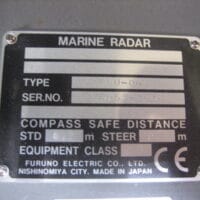 MARINE RADAR
TYPE
SER.NO.
COMPASS SAFE DISTANCE
STD m STEER m
EQUIPMENT CLASS CE
FURUNO ELECTRIC CO., LTD.
NISHINOMIYA CITY, MADE IN JAPAN